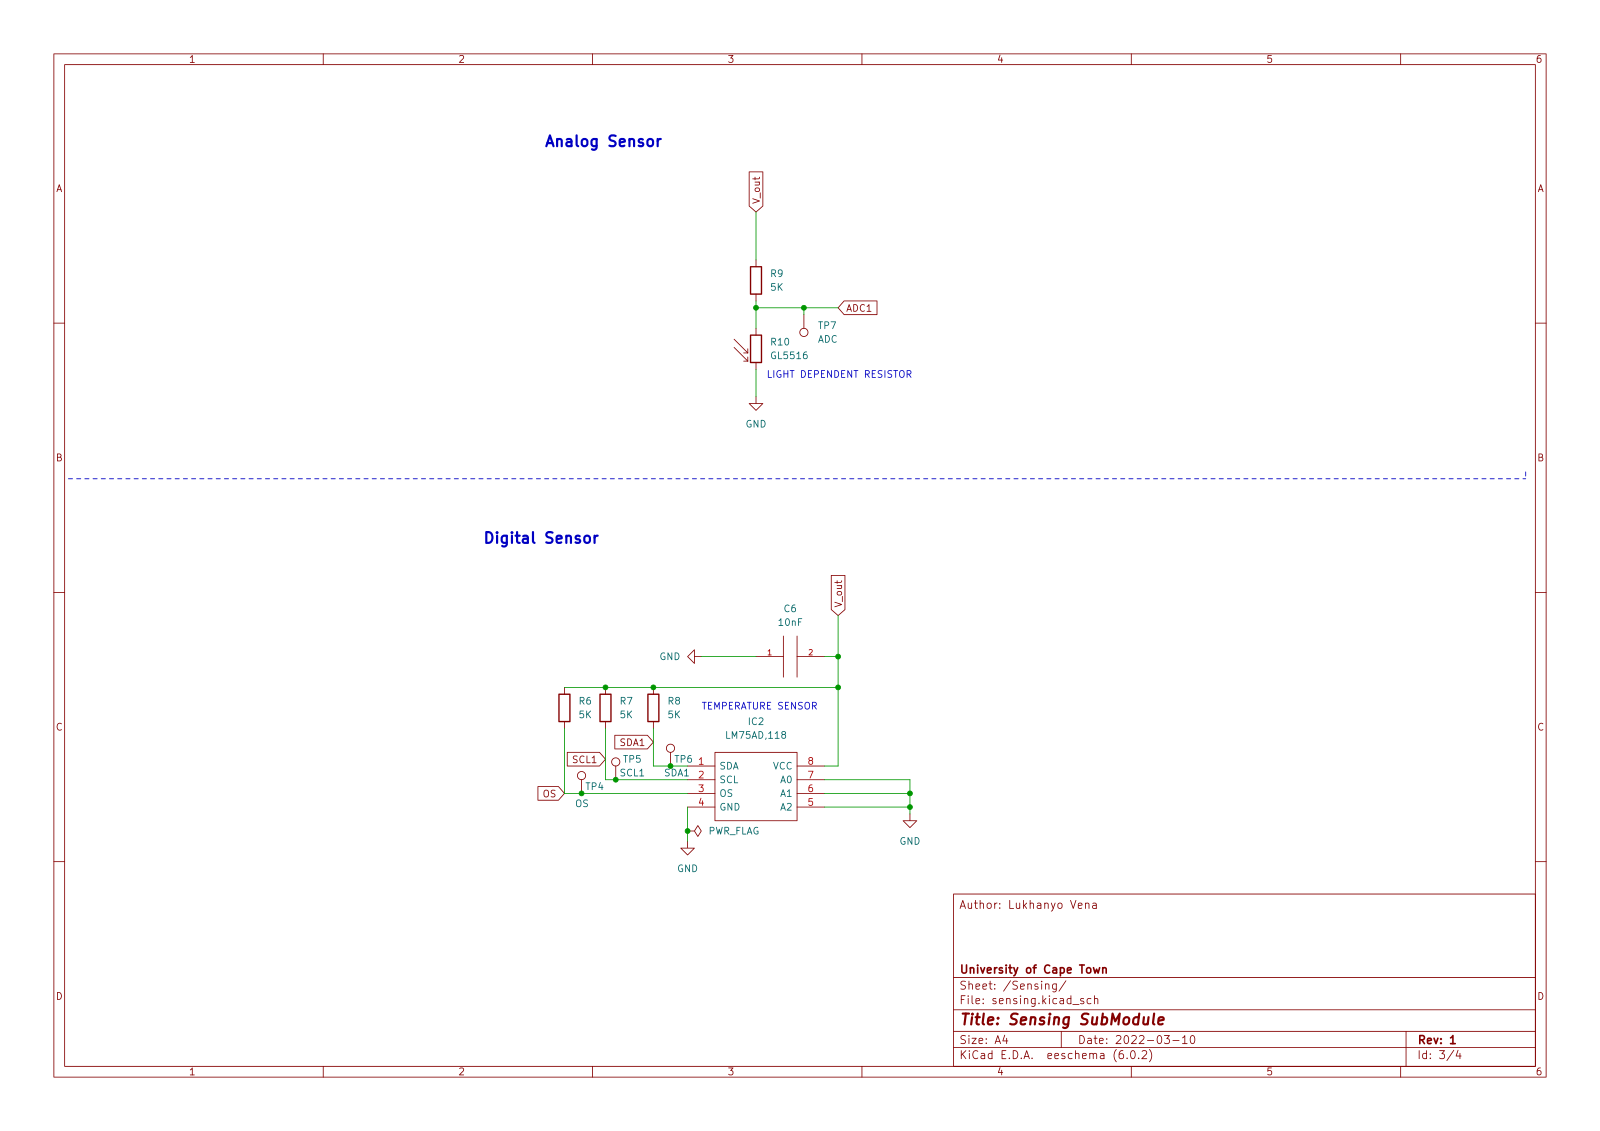 1 2 3 4 5 6
A A
Analog Sensor
V_out
R9
5K
ADC1
TP7
ADC
R10
GL5516
LIGHT DEPENDENT RESISTOR
GND
B B
Digital Sensor
V_out
C6
10nF
GND 1 2
R6 R7 R8
5K 5K 5K
TEMPERATURE SENSOR
IC2
LM75AD,118
C C
SDA1
SCL1 TP5 TP6
SCL1 SDA1
TP4
OS OS
1 SDA VCC 8
2 SCL A0 7
3 OS A1 6
4 GND A2 5
PWR_FLAG
GND
GND
Author: Lukhanyo Vena
University of Cape Town
Sheet: /Sensing/
File: sensing.kicad_sch
D D
Title: Sensing SubModule
Size: A4 Date: 2022-03-10 Rev: 1
KiCad E.D.A. eeschema (6.0.2) Id: 3/4
1 2 3 4 5 6